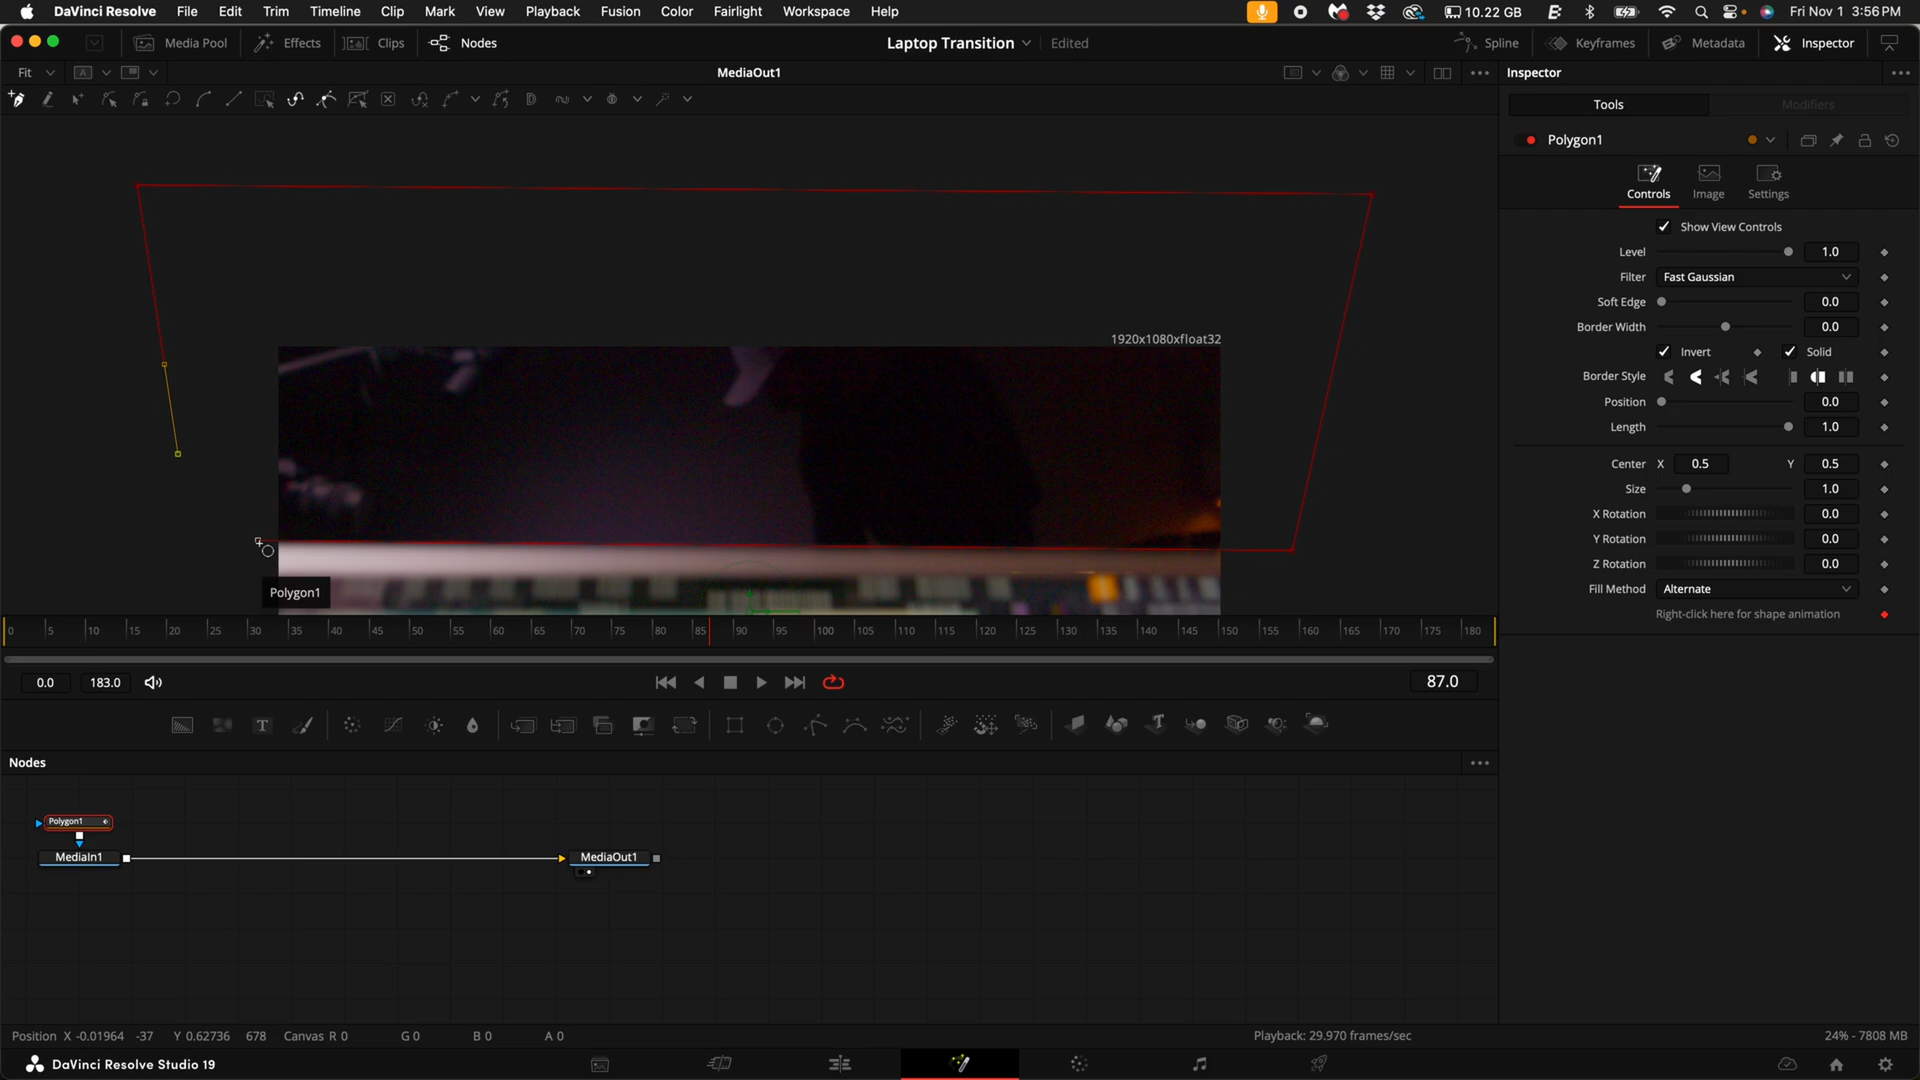 DaVinci Resolve File Edit Trim Timeline Clip Mark View Playback Fusion Color Fairlight Workspace Help 10.22 GB Fri Nov 1 3:56 PM
Media Pool Effects Clips Nodes Laptop Transition Edited Spline Keyframes Metadata Inspector
Fit A MediaOut1 Inspector
Tools Modifiers
Polygon1
Controls Image Settings
Show View Controls
Level 1.0
Filter Fast Gaussian
Soft Edge 0.0
Border Width 0.0
1920x1080xfloat32
Invert Solid
Border Style
Position 0.0
Length 1.0
Center X 0.5 Y 0.5
Size 1.0
X Rotation 0.0
Y Rotation 0.0
Z Rotation 0.0
Polygon1
Fill Method Alternate
Right-click here for shape animation
0 5 10 15 20 25 30 35 40 45 50 55 60 65 70 75 80 85 90 95 100 105 110 115 120 125 130 135 140 145 150 155 160 165 170 175 180
0.0 183.0 87.0
Nodes
Polygon1
MediaIn1 MediaOut1
Position X -0.01964 -37 Y 0.62736 678 Canvas R 0 G 0 B 0 A 0 Playback: 29.970 frames/sec 24% - 7808 MB
DaVinci Resolve Studio 19